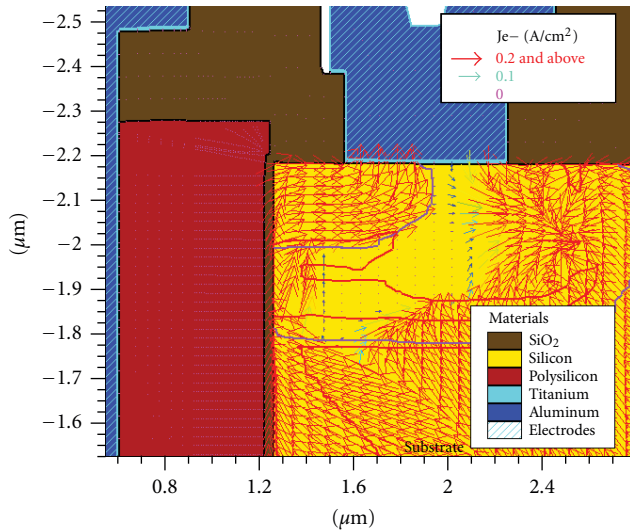 −2.5
−2.4
−2.3
−2.2
−2.1
−2
−1.9
−1.8
−1.7
−1.6
(μm)
Je− (A/cm²)
0.2 and above
0.1
0
Materials
SiO₂
Silicon
Polysilicon
Titanium
Aluminum
Electrodes
Substrate
0.8 1.2 1.6 2 2.4
(μm)